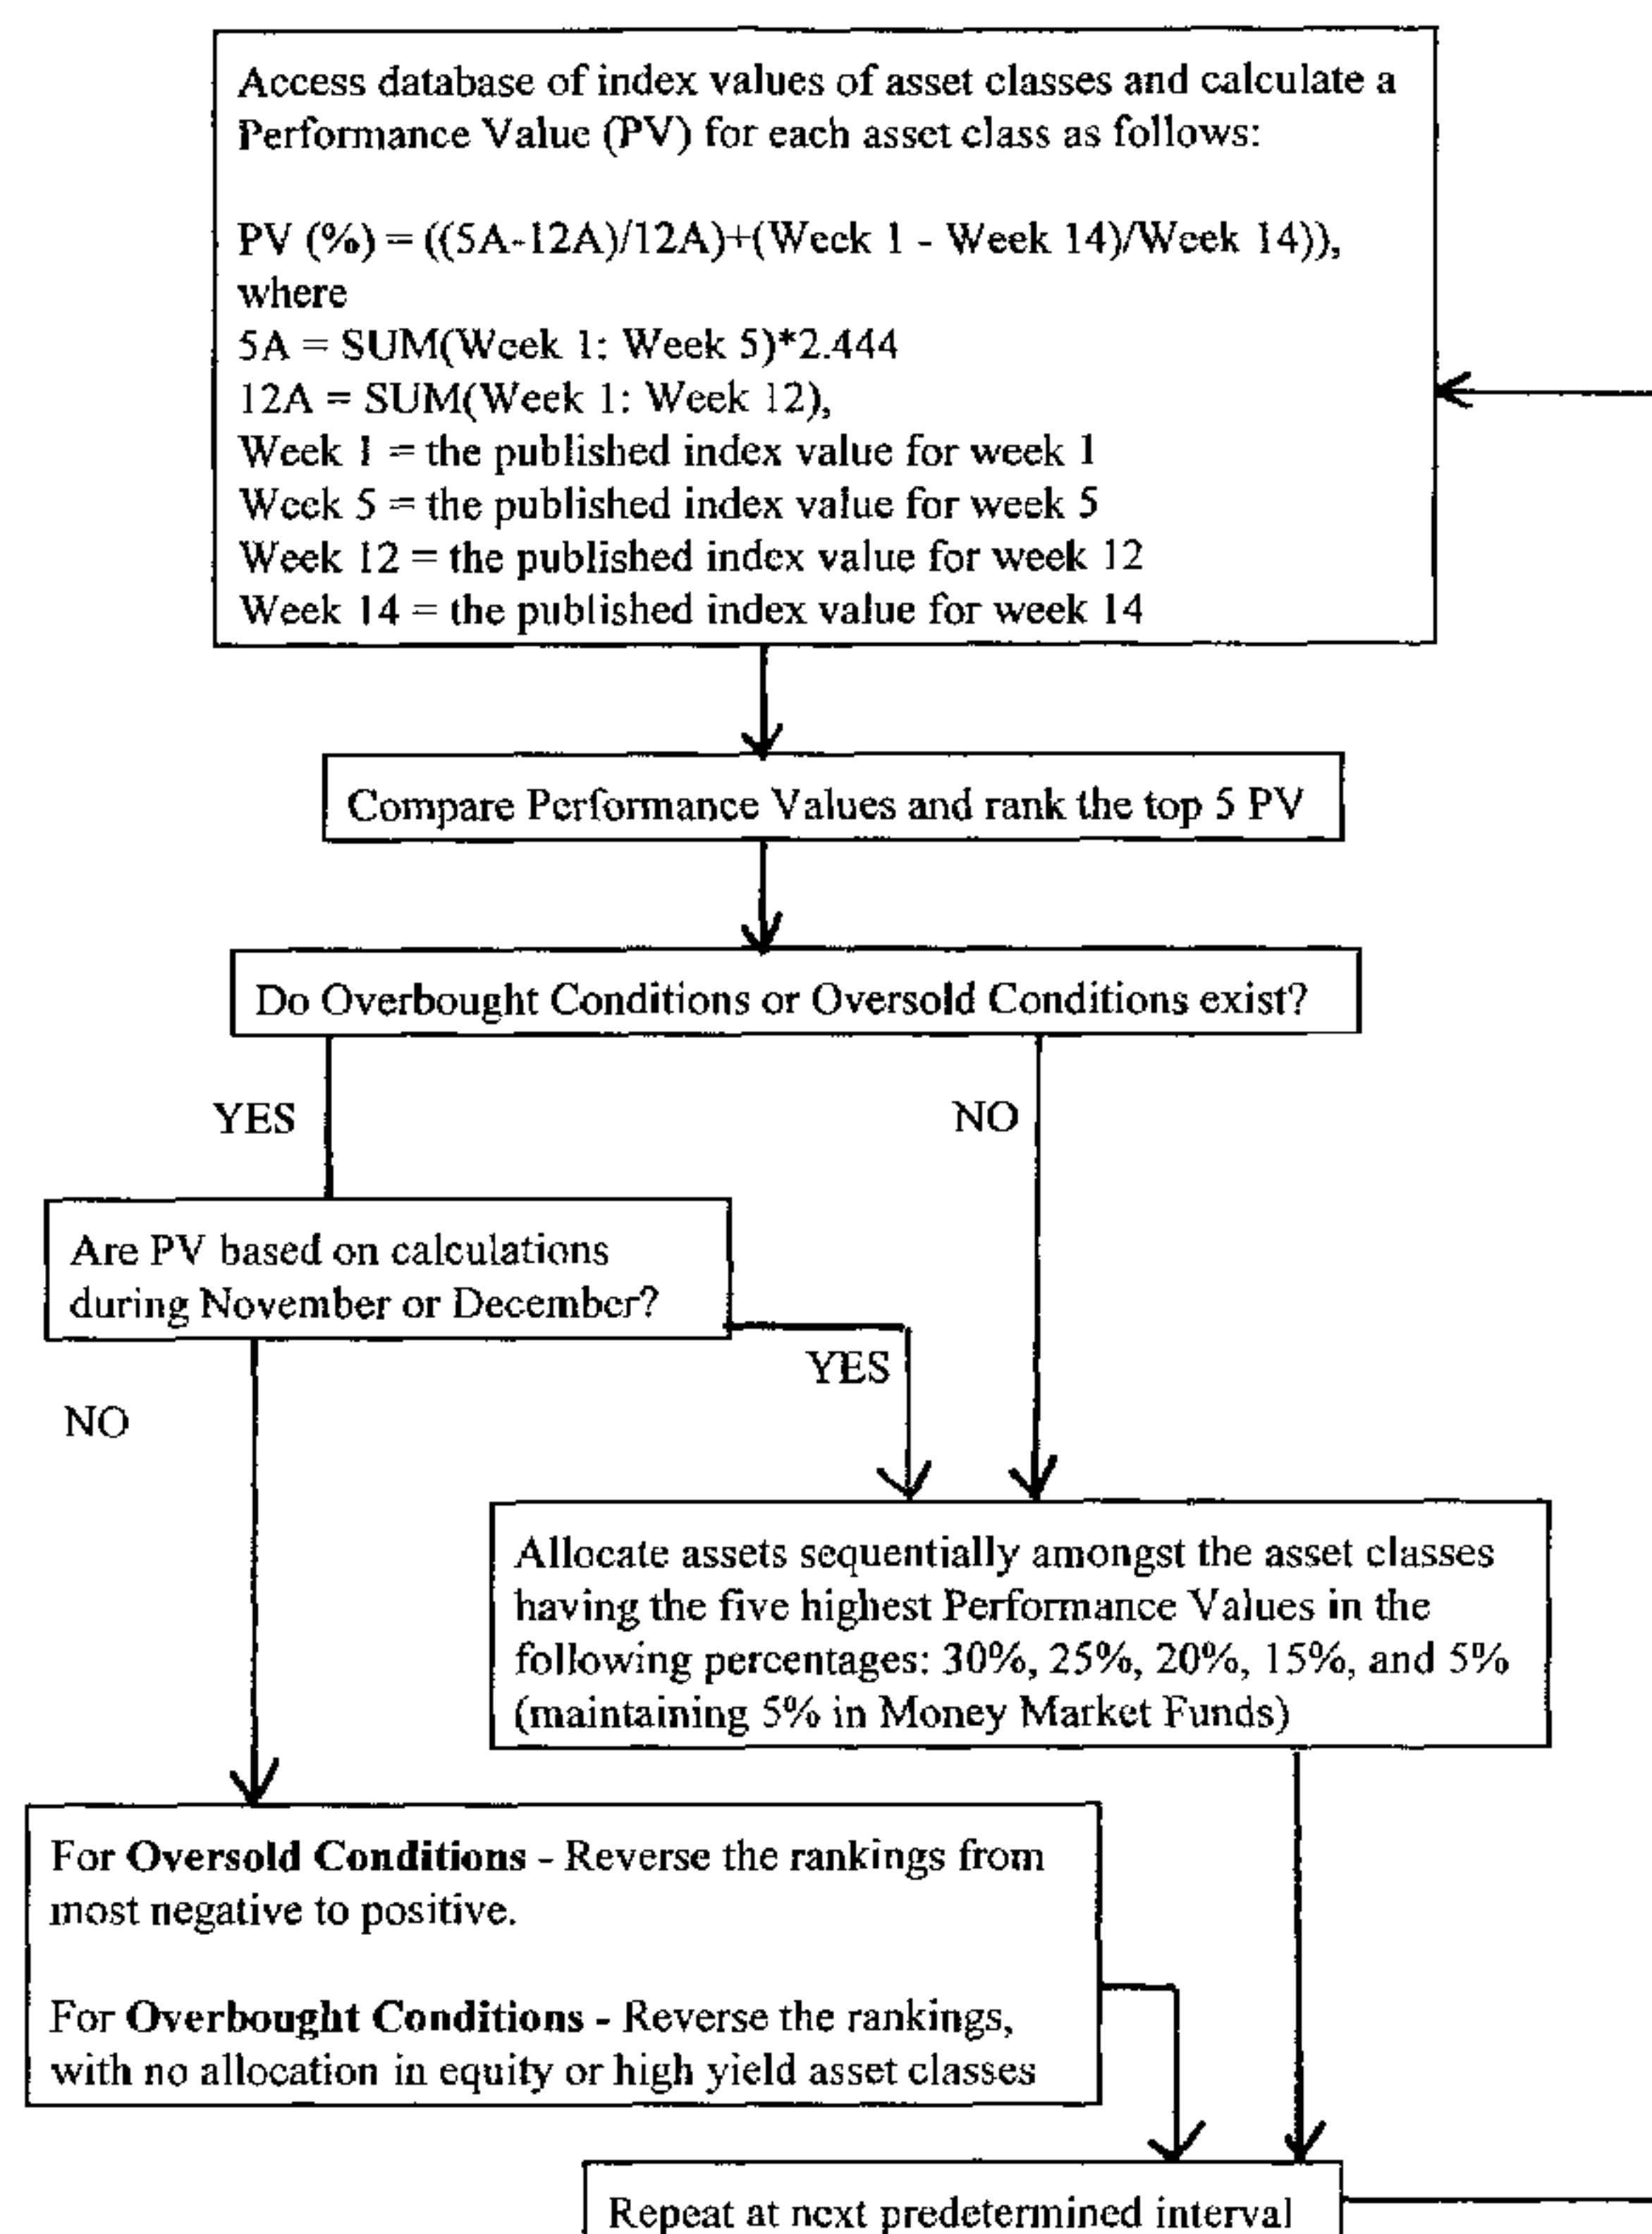 Access database of index values of asset classes and calculate a
Performance Value (PV) for each asset class as follows:
PV (%) = ((5A-12A)/12A)+(Week 1 - Week 14)/Week 14)),
where
5A = SUM(Week 1: Week 5)*2.444
12A = SUM(Week 1: Week 12),
Week 1 = the published index value for week 1
Week 5 = the published index value for week 5
Week 12 = the published index value for week 12
Week 14 = the published index value for week 14
Compare Performance Values and rank the top 5 PV
Do Overbought Conditions or Oversold Conditions exist?
YES
NO
Are PV based on calculations
during November or December?
YES
NO
Allocate assets sequentially amongst the asset classes
having the five highest Performance Values in the
following percentages: 30%, 25%, 20%, 15%, and 5%
(maintaining 5% in Money Market Funds)
For Oversold Conditions - Reverse the rankings from
most negative to positive.
For Overbought Conditions - Reverse the rankings,
with no allocation in equity or high yield asset classes
Repeat at next predetermined interval